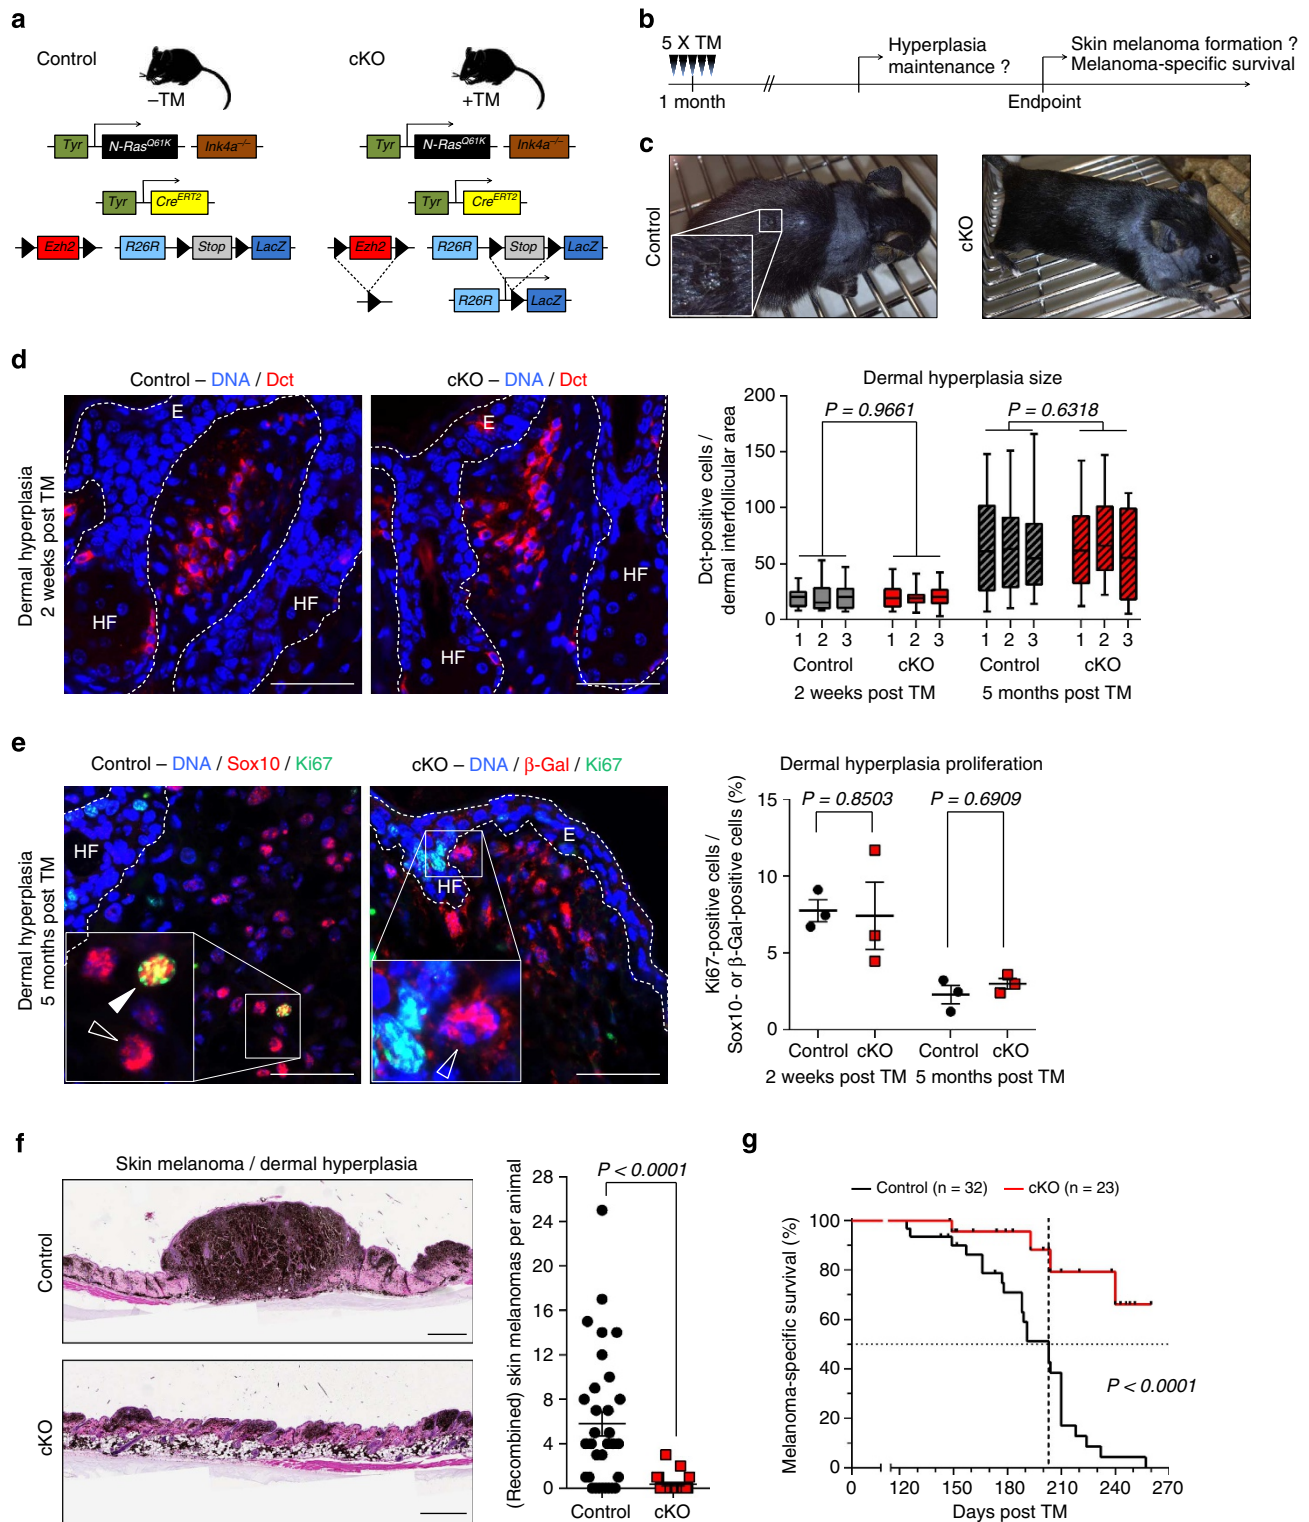 a
Control
cKO
–TM
+TM
Tyr
N-Ras^Q61K
Ink4a^–/–
Tyr
N-Ras^Q61K
Ink4a^–/–
Tyr
Cre^ERT2
Tyr
Cre^ERT2
Ezh2
R26R
Stop
LacZ
Ezh2
R26R
Stop
LacZ
R26R
LacZ
b
5 X TM
1 month
Hyperplasia
maintenance ?
Endpoint
Skin melanoma formation ?
Melanoma-specific survival
c
Control
cKO
d
Control – DNA / Dct
cKO – DNA / Dct
Dermal hyperplasia
2 weeks post TM
E
HF
HF
E
HF
HF
Dermal hyperplasia size
Dct-positive cells /
dermal interfollicular area
200
150
100
50
0
P = 0.9661
P = 0.6318
1 2 3 1 2 3 1 2 3 1 2 3
Control cKO Control cKO
2 weeks post TM 5 months post TM
e
Control – DNA / Sox10 / Ki67
cKO – DNA / β-Gal / Ki67
Dermal hyperplasia
5 months post TM
HF
E
HF
Dermal hyperplasia proliferation
Ki67-positive cells /
Sox10- or β-Gal-positive cells (%)
15
10
5
0
P = 0.8503
P = 0.6909
Control cKO Control cKO
2 weeks post TM 5 months post TM
f
Skin melanoma / dermal hyperplasia
Control
cKO
(Recombined) skin melanomas per animal
28
24
20
16
12
8
4
0
P < 0.0001
Control cKO
g
Control (n = 32) cKO (n = 23)
Melanoma-specific survival (%)
100
80
60
40
20
0
P < 0.0001
0 120 150 180 210 240 270
Days post TM